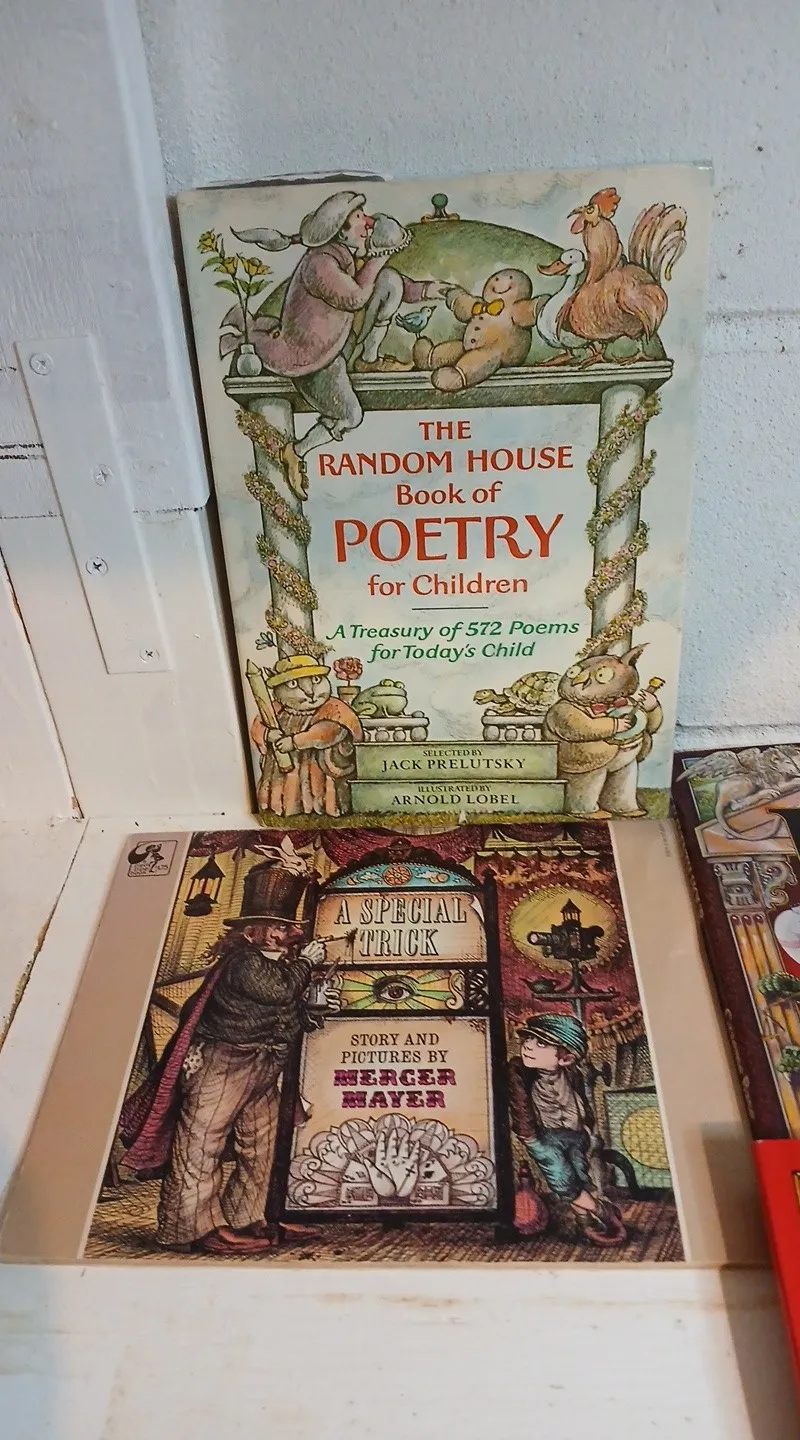 THE
RANDOM HOUSE
Book of
POETRY
for Children
A Treasury of 572 Poems
for Today's Child
SELECTED BY
JACK PRELUTSKY
ILLUSTRATED BY
ARNOLD LOBEL
A SPECIAL
TRICK
STORY AND
PICTURES BY
MERCER
MAYER